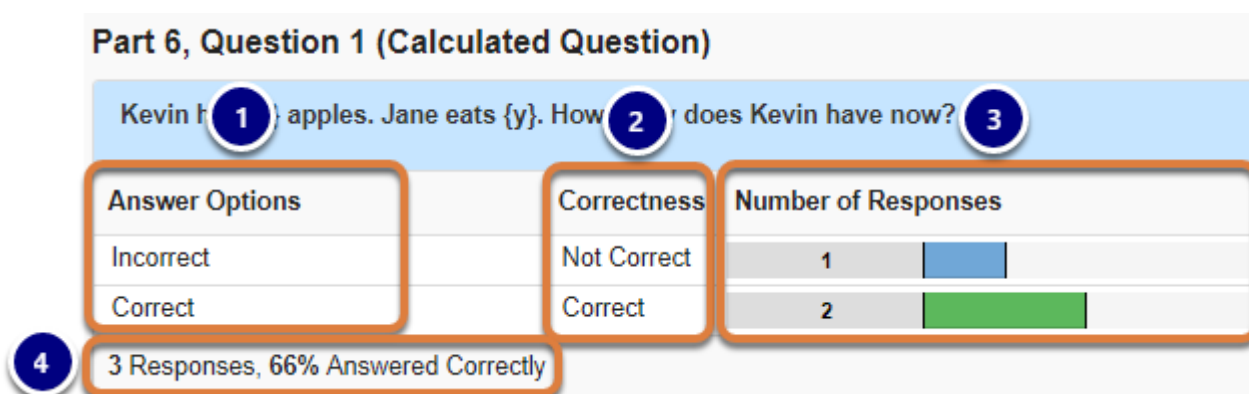 Part 6, Question 1 (Calculated Question)
Kevin } apples. Jane eats {y}. How does Kevin have now?
1
2
3
Answer Options Correctness Number of Responses
Incorrect Not Correct 1
Correct Correct 2
4
3 Responses, 66% Answered Correctly